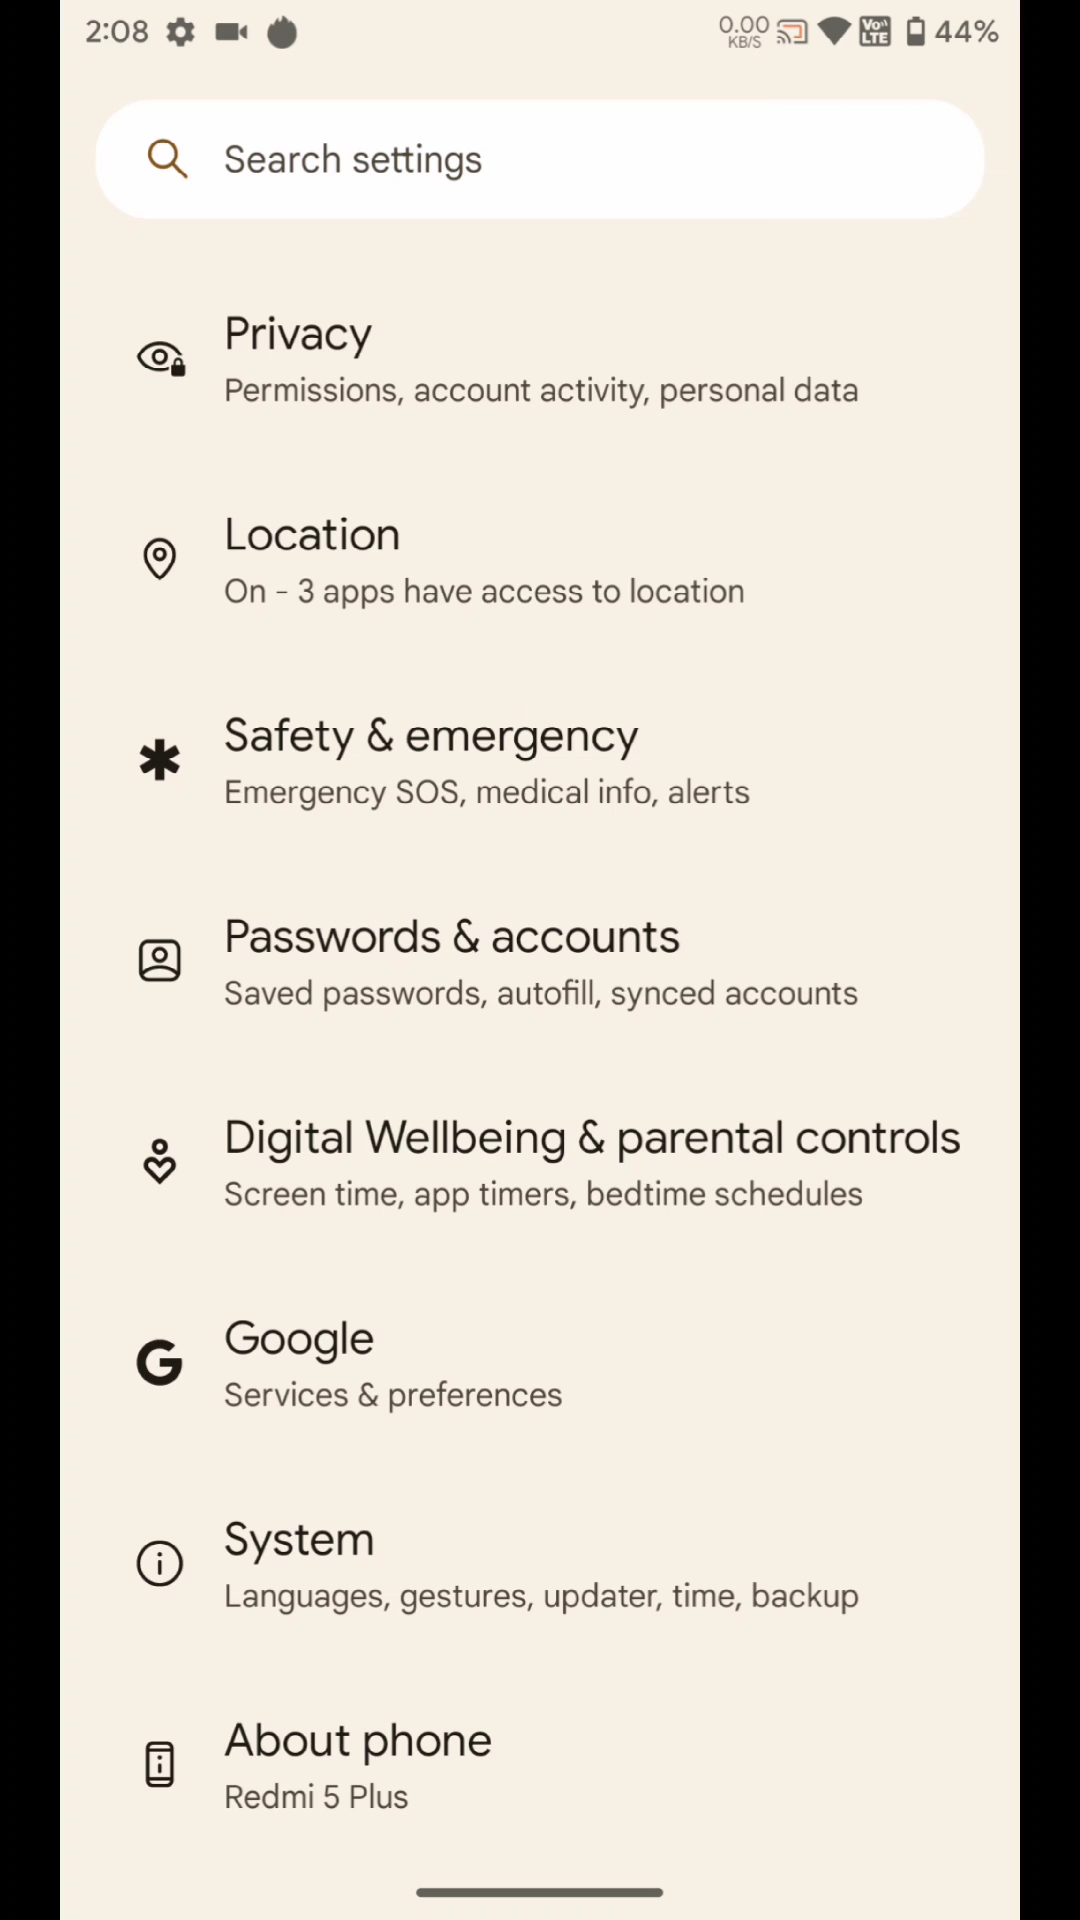 2:08
0.00
KB/S
Vo
LTE
44%
Search settings
Privacy
Permissions, account activity, personal data
Location
On - 3 apps have access to location
Safety & emergency
Emergency SOS, medical info, alerts
Passwords & accounts
Saved passwords, autofill, synced accounts
Digital Wellbeing & parental controls
Screen time, app timers, bedtime schedules
Google
Services & preferences
System
Languages, gestures, updater, time, backup
About phone
Redmi 5 Plus